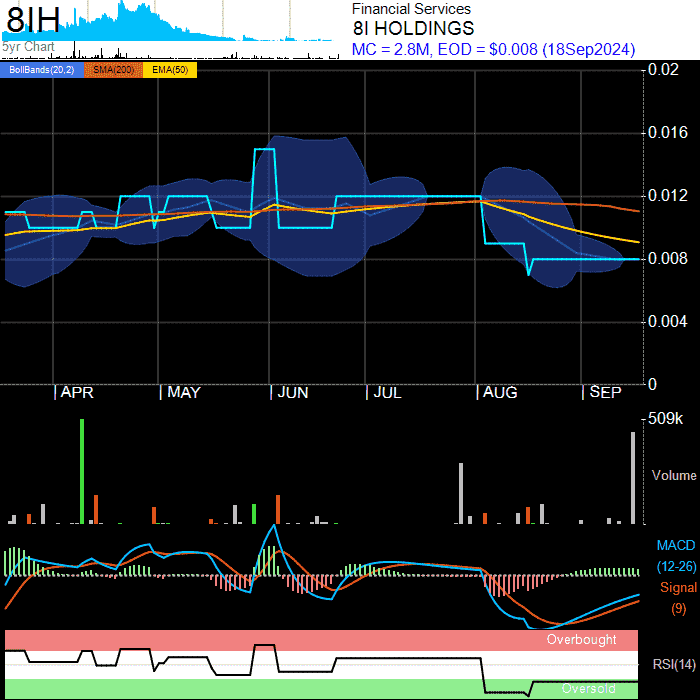 8IH
5yr Chart
Financial Services
8I HOLDINGS
MC = 2.8M, EOD = $0.008 (18Sep2024)
BollBands(20,2) SMA(200) EMA(50)
0.02
0.016
0.012
0.008
0.004
0
APR MAY JUN JUL AUG SEP
509k
Volume
MACD
(12-26)
Signal
(9)
Overbought
RSI(14)
Oversold